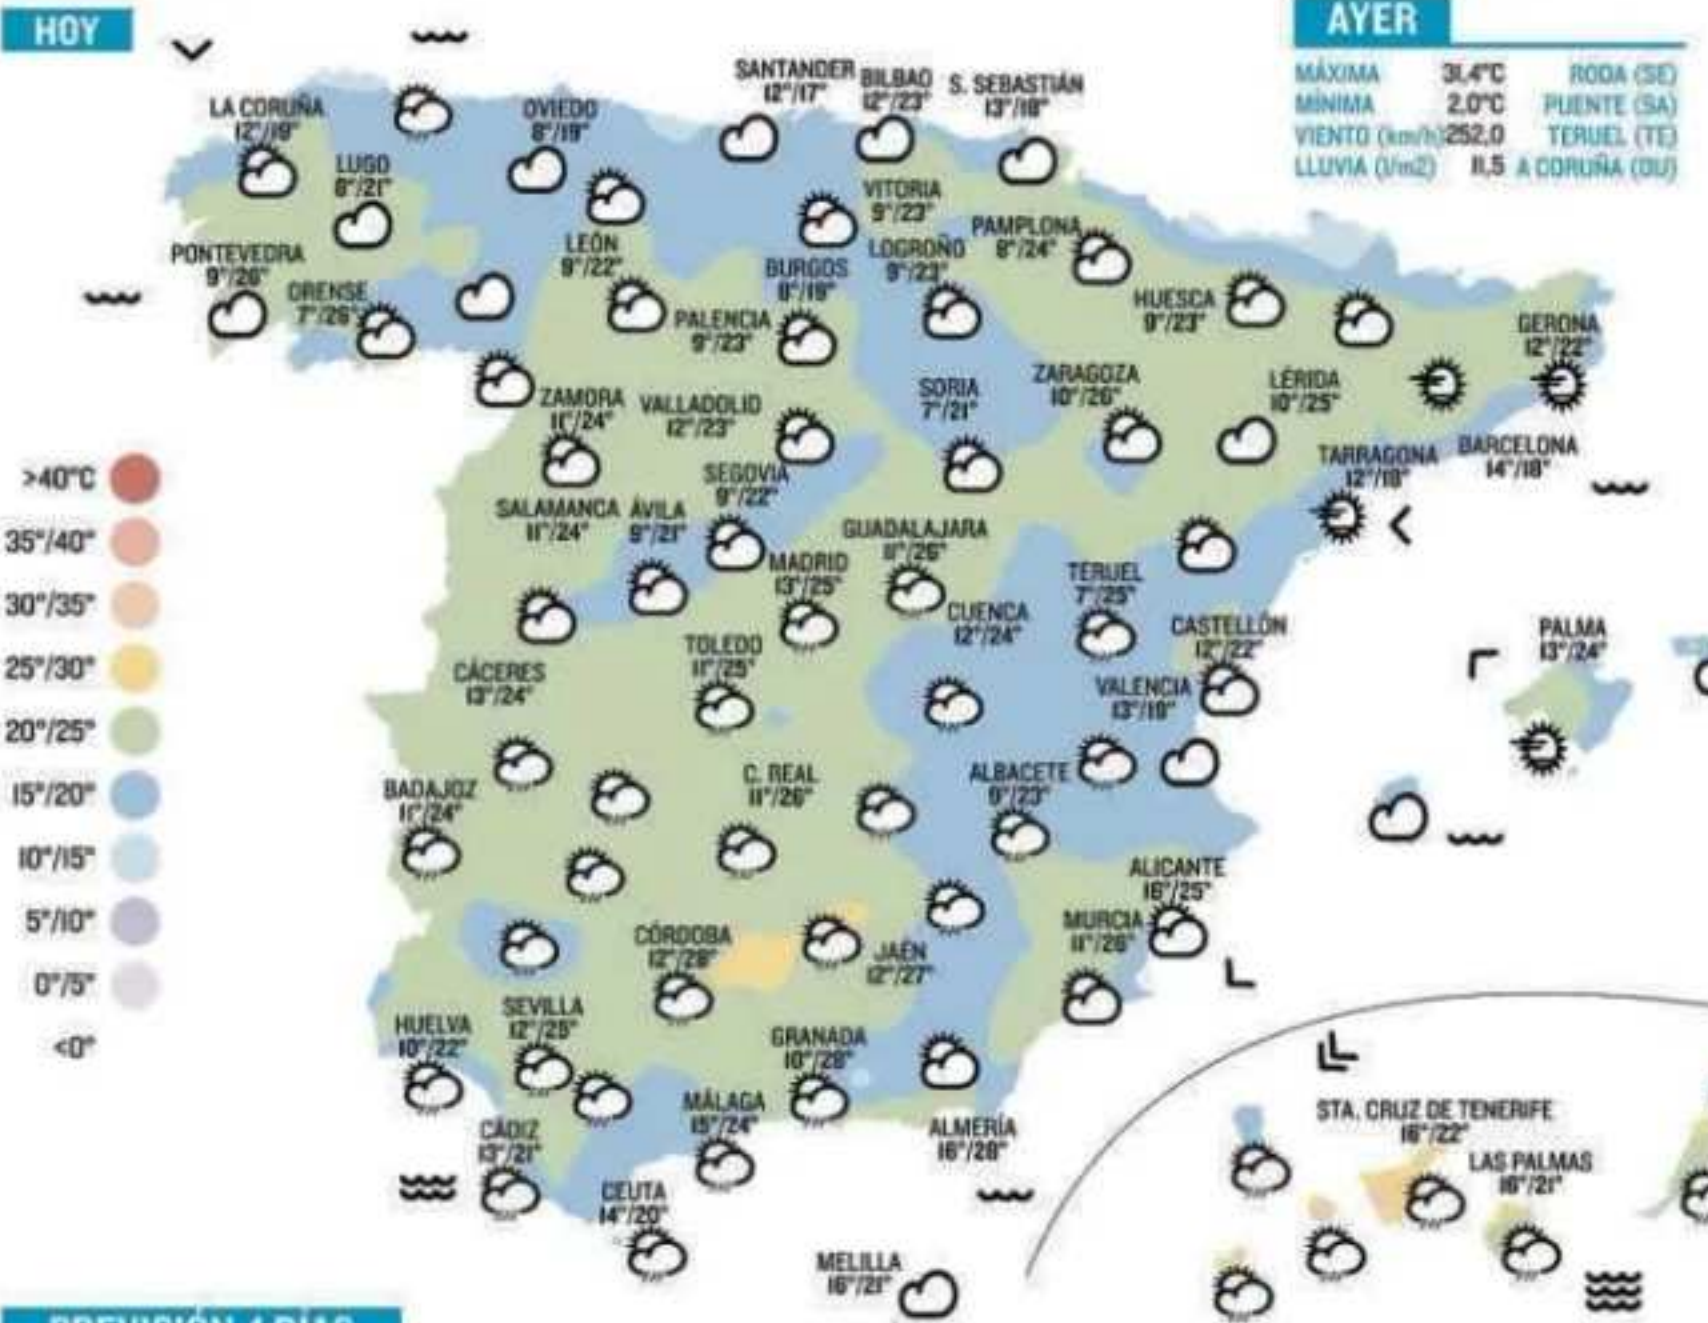 HOY
AYER
MÁXIMA 31,4°C RODA (SE)
MÍNIMA 2.0°C PUENTE (SA)
VIENTO (km/h) 252,0 TERUEL (TE)
LLUVIA (l/m2) 11,5 A CORUÑA (OU)
SANTANDER
12°/17°
BILBAO
12°/23°
S. SEBASTIÁN
13°/18°
LA CORUÑA
12°/19°
OVIEDO
8°/19°
LUGO
8°/21°
VITORIA
9°/23°
PAMPLONA
8°/24°
PONTEVEDRA
9°/26°
LEÓN
9°/22°
LOGROÑO
9°/23°
BURGOS
8°/19°
ORENSE
7°/26°
PALENCIA
9°/23°
HUESCA
9°/23°
GERONA
12°/22°
ZAMORA
11°/24°
VALLADOLID
12°/23°
SORIA
7°/21°
ZARAGOZA
10°/26°
LÉRIDA
10°/25°
TARRAGONA
12°/18°
BARCELONA
14°/18°
SEGOVIA
9°/22°
SALAMANCA
11°/24°
ÁVILA
9°/21°
GUADALAJARA
11°/26°
MADRID
13°/25°
TERUEL
7°/25°
CUENCA
12°/24°
CASTELLÓN
12°/22°
PALMA
13°/24°
TOLEDO
11°/25°
CÁCERES
13°/24°
VALENCIA
13°/19°
BADAJOZ
11°/24°
C. REAL
11°/26°
ALBACETE
9°/23°
ALICANTE
16°/25°
MURCIA
11°/26°
CÓRDOBA
12°/28°
JAÉN
12°/27°
SEVILLA
12°/25°
HUELVA
10°/22°
GRANADA
10°/28°
MÁLAGA
15°/24°
CÁDIZ
13°/21°
ALMERÍA
16°/28°
CEUTA
14°/20°
MELILLA
16°/21°
STA. CRUZ DE TENERIFE
16°/22°
LAS PALMAS
16°/21°
>40°C
35°/40°
30°/35°
25°/30°
20°/25°
15°/20°
10°/15°
5°/10°
0°/5°
<0°
PREVISIÓN 4 DÍAS